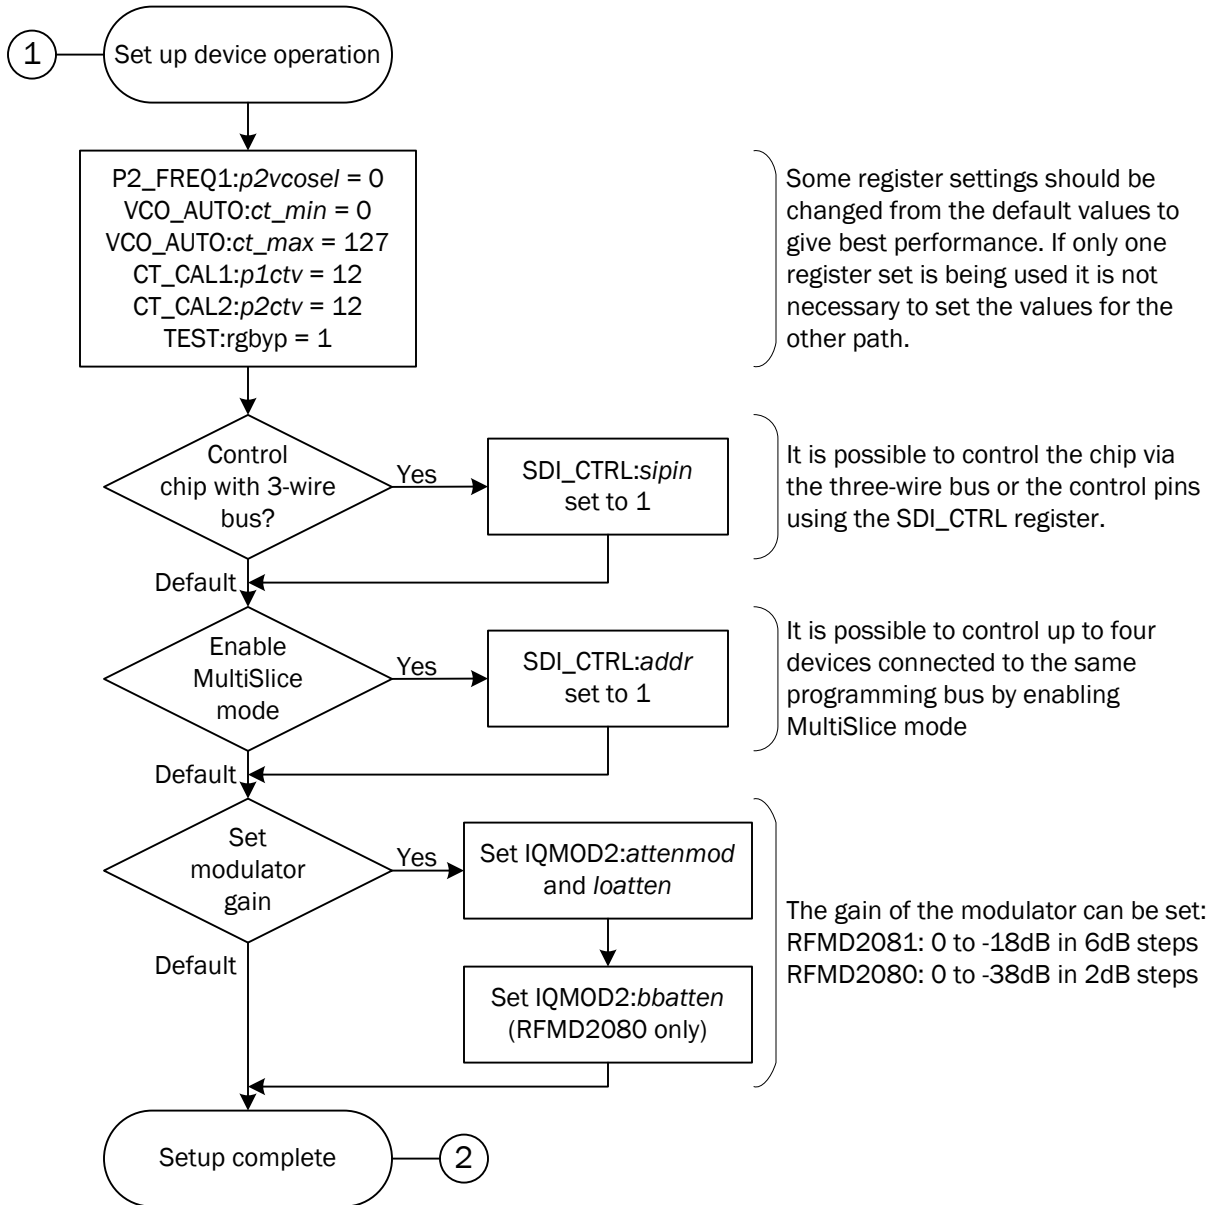 1
Set up device operation
P2_FREQ1:p2vcosel = 0
VCO_AUTO:ct_min = 0
VCO_AUTO:ct_max = 127
CT_CAL1:p1ctv = 12
CT_CAL2:p2ctv = 12
TEST:rgbyp = 1
Some register settings should be
changed from the default values to
give best performance. If only one
register set is being used it is not
necessary to set the values for the
other path.
Control
chip with 3-wire
bus?
Yes
SDI_CTRL:sipin
set to 1
It is possible to control the chip via
the three-wire bus or the control pins
using the SDI_CTRL register.
Default
Enable
MultiSlice
mode
Yes
SDI_CTRL:addr
set to 1
It is possible to control up to four
devices connected to the same
programming bus by enabling
MultiSlice mode
Default
Set
modulator
gain
Yes
Set IQMOD2:attenmod
and loatten
The gain of the modulator can be set:
RFMD2081: 0 to -18dB in 6dB steps
RFMD2080: 0 to -38dB in 2dB steps
Default
Set IQMOD2:bbatten
(RFMD2080 only)
Setup complete
2